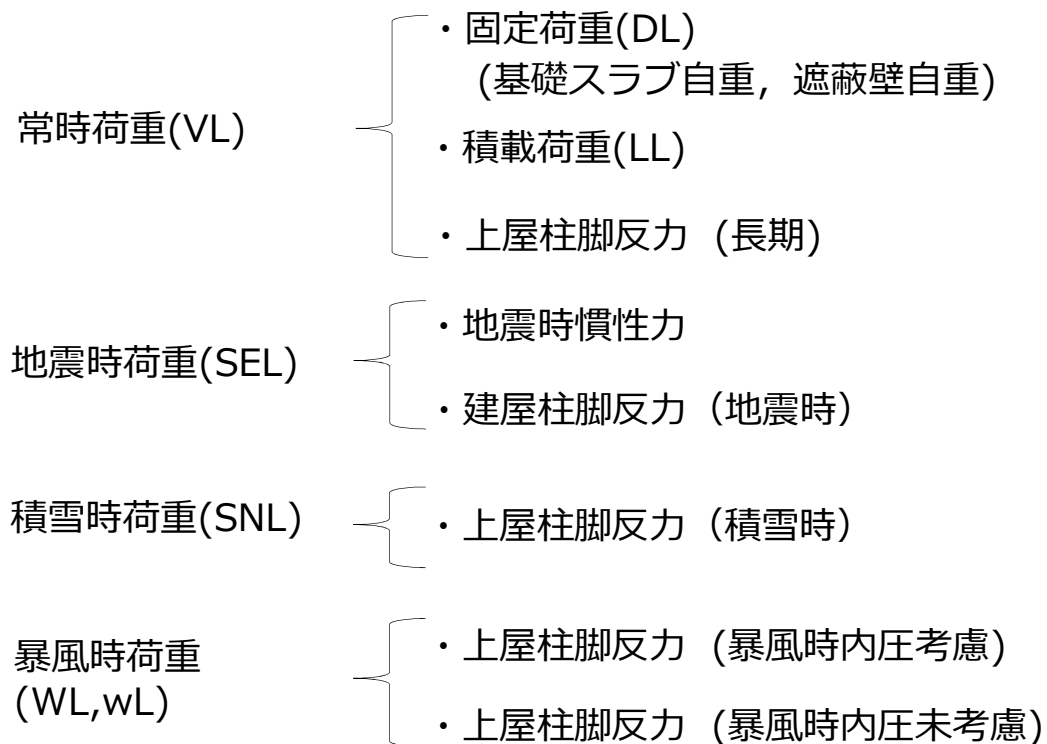 常時荷重(VL)
・固定荷重(DL)
(基礎スラブ自重，遮蔽壁自重)
・積載荷重(LL)
・上屋柱脚反力 (長期)
地震時荷重(SEL)
・地震時慣性力
・建屋柱脚反力（地震時）
積雪時荷重(SNL)
・上屋柱脚反力（積雪時）
暴風時荷重
(WL,wL)
・上屋柱脚反力 (暴風時内圧考慮)
・上屋柱脚反力 (暴風時内圧未考慮)